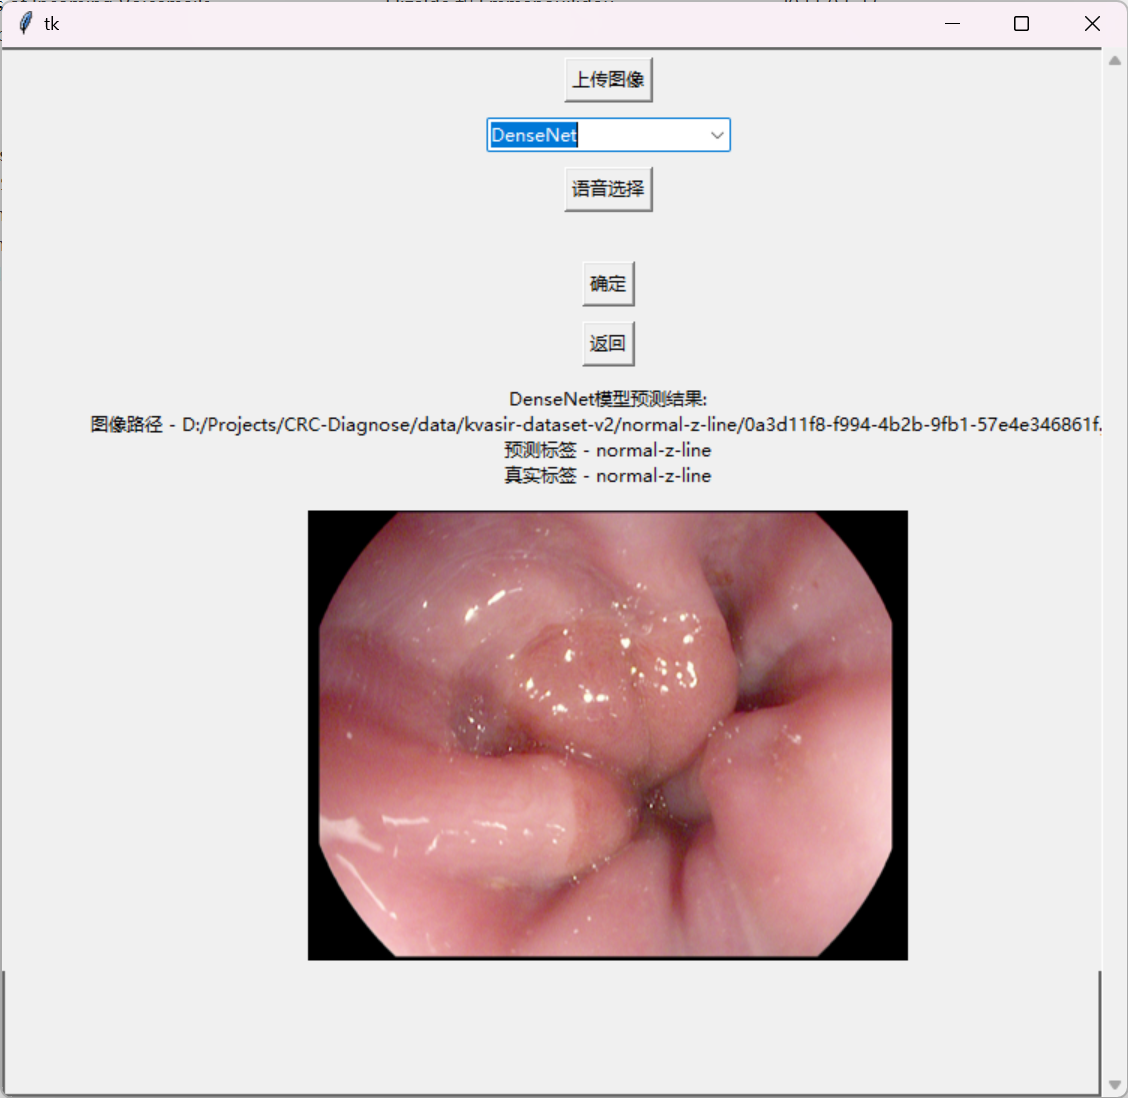 tk
上传图像
DenseNet
语音选择
确定
返回
DenseNet模型预测结果:
图像路径 - D:/Projects/CRC-Diagnose/data/kvasir-dataset-v2/normal-z-line/0a3d11f8-f994-4b2b-9fb1-57e4e346861f.
预测标签 - normal-z-line
真实标签 - normal-z-line